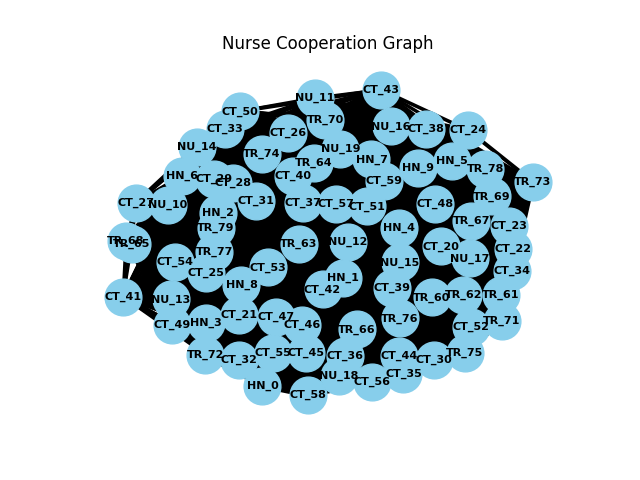 Nurse Cooperation Graph
CT_43
NU_11
CT_50
TR_70
NU_16
CT_38
CT_24
CT_33
CT_26
NU_14
NU_19
TR_74
HN_7
HN_5
TR_64
HN_9
TR_78
HN_6
CT_29
CT_28
CT_40
CT_59
TR_73
TR_69
CT_31
CT_27
NU_10
CT_37
CT_57
CT_51
CT_48
HN_2
TR_67
CT_23
TR_79
HN_4
TR_68
TR_65
TR_63
NU_12
CT_20
CT_22
TR_77
NU_17
CT_54
NU_15
CT_53
CT_34
CT_25
HN_1
HN_8
CT_42
CT_39
CT_41
NU_13
TR_60
TR_62
TR_61
CT_21
CT_47
TR_76
TR_71
CT_49
HN_3
CT_46
TR_66
CT_52
TR_72
CT_32
CT_55
CT_45
CT_36
CT_44
CT_30
TR_75
HN_0
NU_18
CT_56
CT_35
CT_58